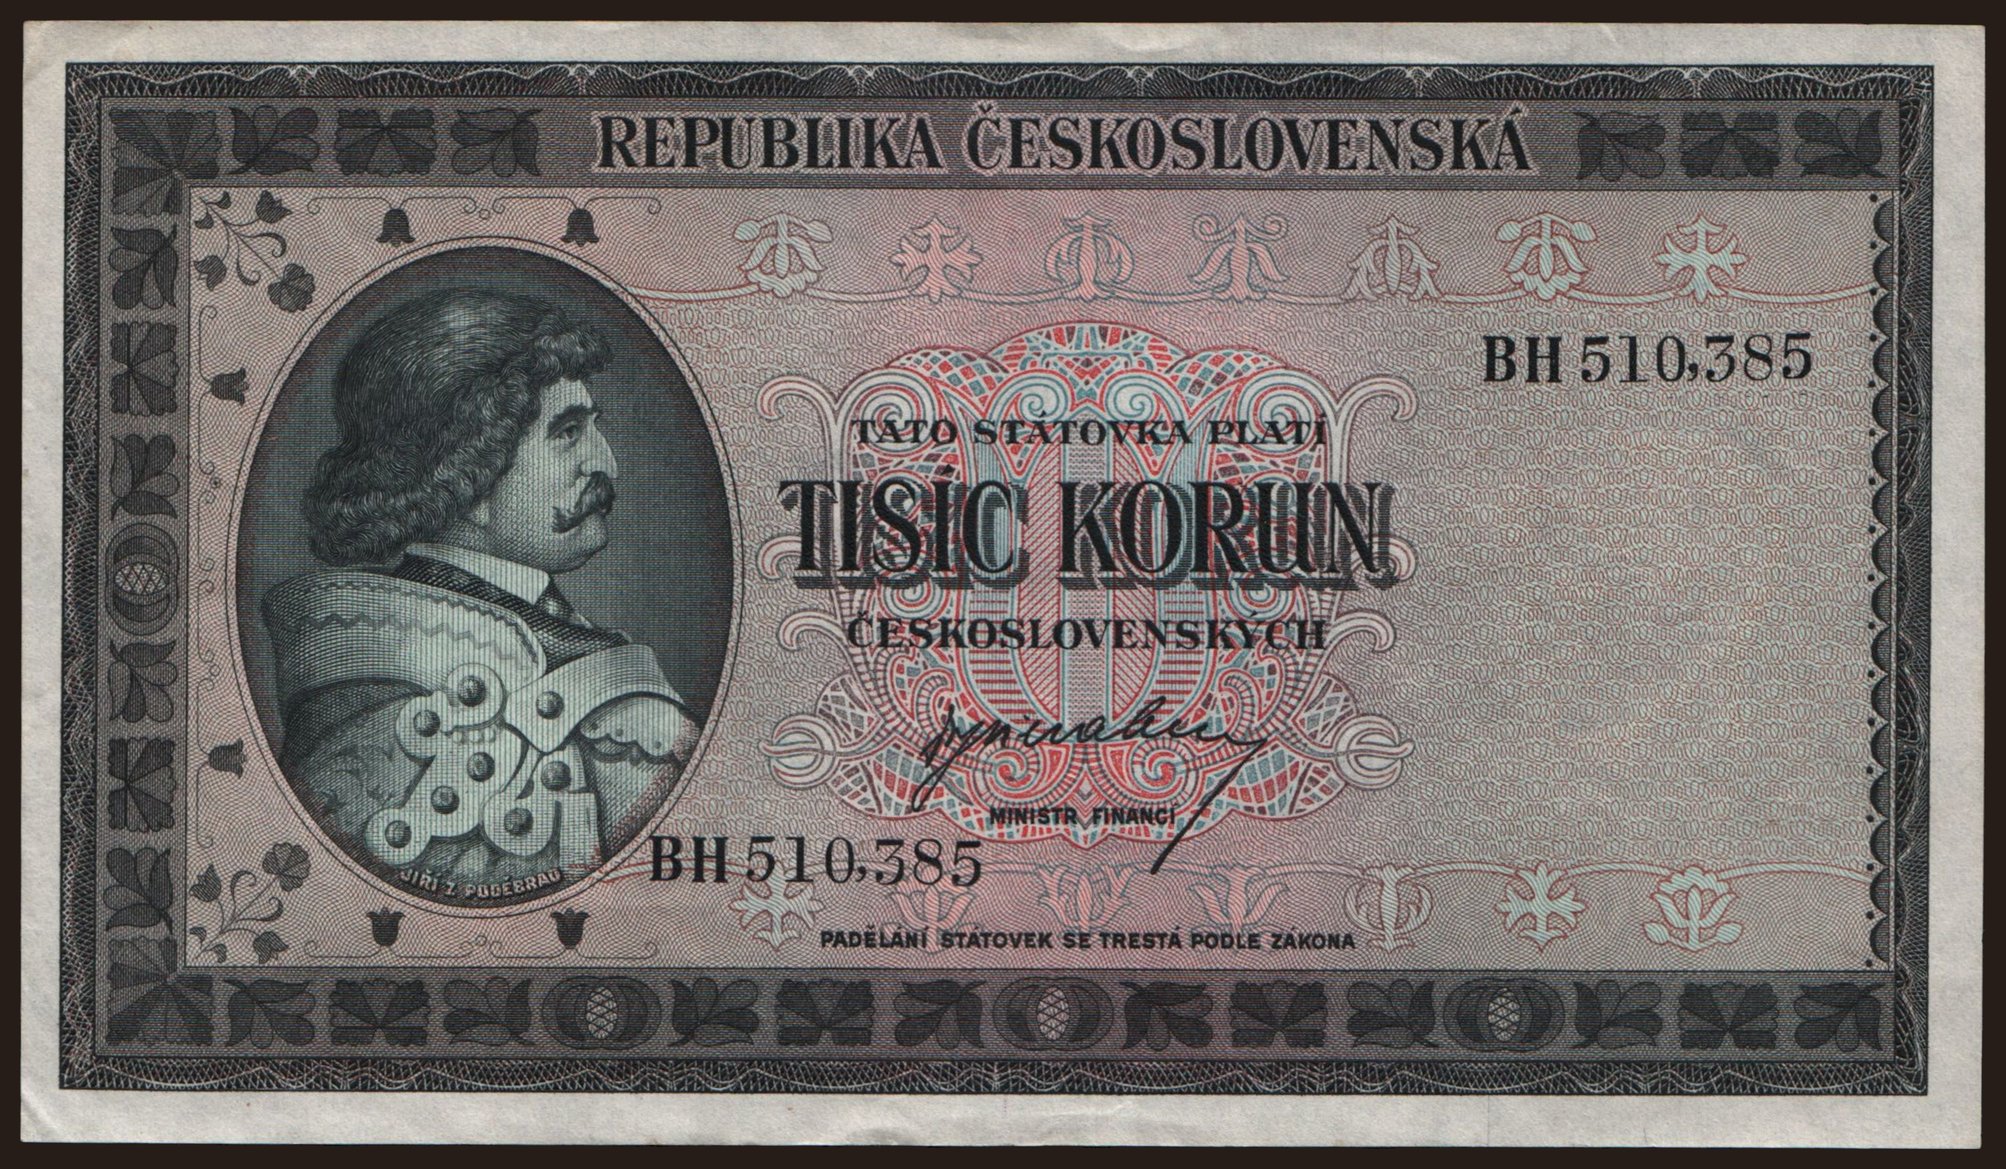 REPUBLIKA ČESKOSLOVENSKÁ
BH 510,385
TATO STÁTOVKA PLATÍ
TISÍC KORUN
ČESKOSLOVENSKÝCH
MINISTR FINANCÍ
BH 510,385
JIŘÍ Z PODĚBRAD
PADĚLÁNÍ STÁTOVEK SE TRESTÁ PODLE ZÁKONA